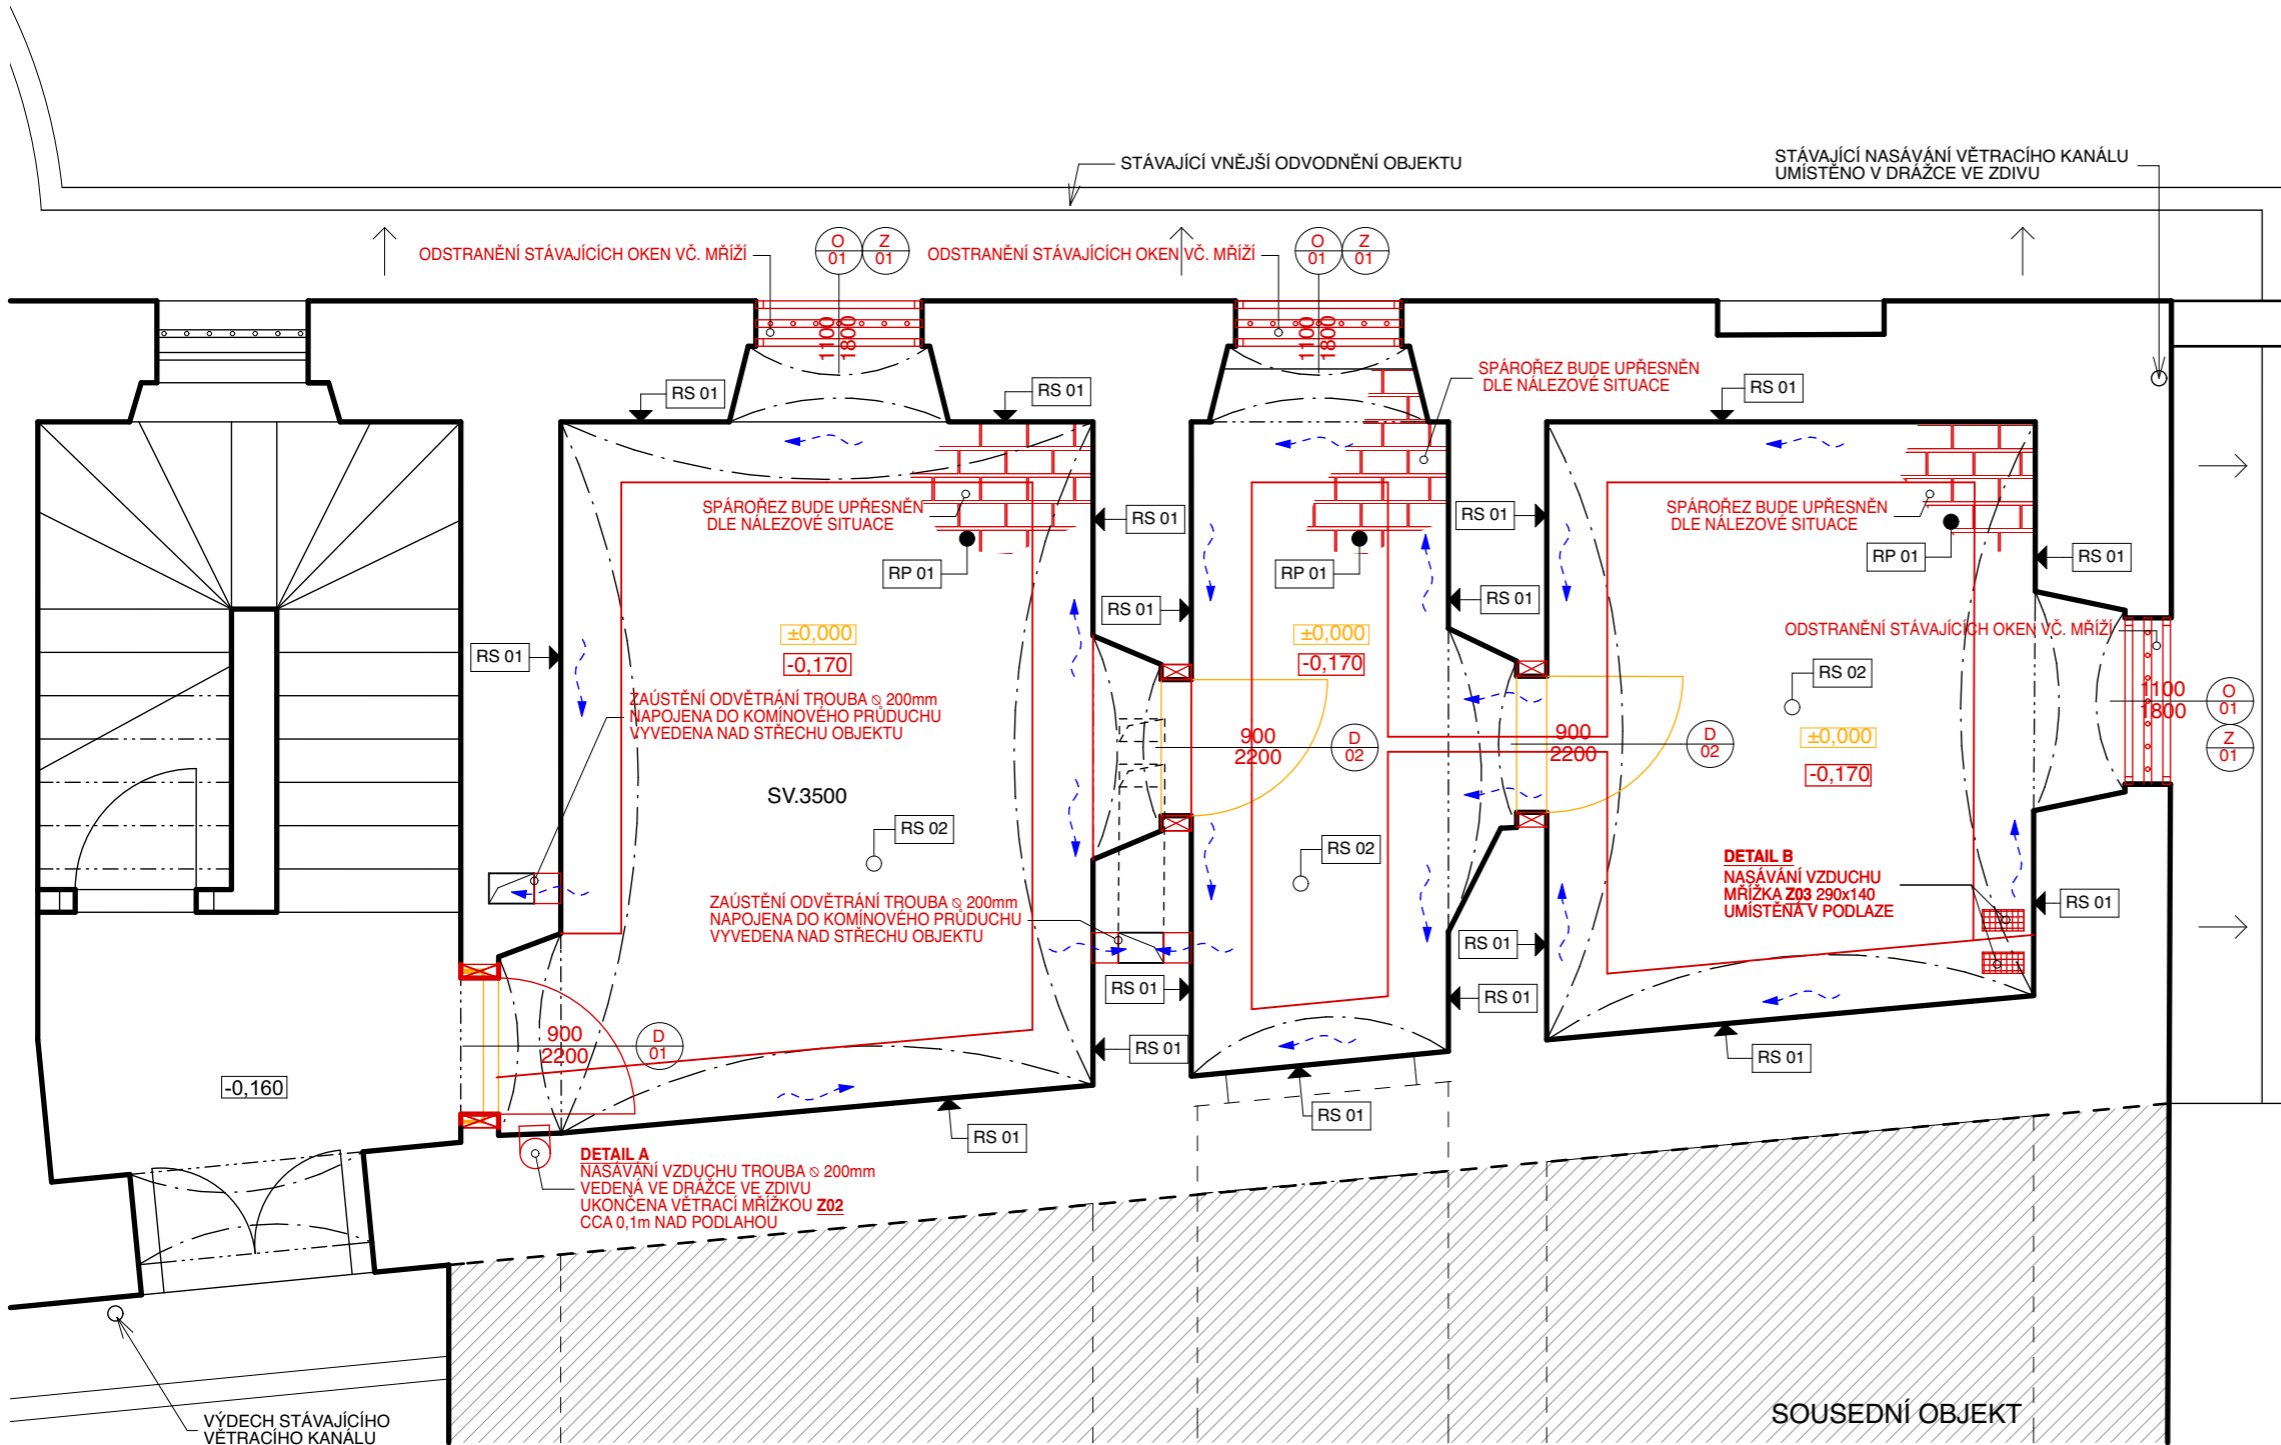 STÁVAJÍCÍ VNĚJŠÍ ODVODNĚNÍ OBJEKTU
STÁVAJÍCÍ NASÁVÁNÍ VĚTRACÍHO KANÁLU
UMÍSTĚNO V DRÁŽCE VE ZDIVU
ODSTRANĚNÍ STÁVAJÍCÍCH OKEN VČ. MŘÍŽÍ
O
01
Z
01
ODSTRANĚNÍ STÁVAJÍCÍCH OKEN VČ. MŘÍŽÍ
O
01
Z
01
1100
1800
1100
1800
RS 01
RS 01
SPÁROŘEZ BUDE UPŘESNĚN
DLE NÁLEZOVÉ SITUACE
RS 01
SPÁROŘEZ BUDE UPŘESNĚN
DLE NÁLEZOVÉ SITUACE
RS 01
RS 01
SPÁROŘEZ BUDE UPŘESNĚN
DLE NÁLEZOVÉ SITUACE
RP 01
RP 01
RP 01
RS 01
RS 01
RS 01
±0,000
-0,170
±0,000
-0,170
ODSTRANĚNÍ STÁVAJÍCÍCH OKEN VČ. MŘÍŽÍ
RS 01
RS 02
ZAÚSTĚNÍ ODVĚTRÁNÍ TROUBA ⌀ 200mm
NAPOJENA DO KOMÍNOVÉHO PRŮDUCHU
VYVEDENA NAD STŘECHU OBJEKTU
1100
1800
O
01
Z
01
900
2200
D
02
900
2200
D
02
±0,000
-0,170
SV.3500
RS 02
RS 02
DETAIL B
NASÁVÁNÍ VZDUCHU
MŘÍŽKA Z03 290x140
UMÍSTĚNÁ V PODLAZE
RS 01
ZAÚSTĚNÍ ODVĚTRÁNÍ TROUBA ⌀ 200mm
NAPOJENA DO KOMÍNOVÉHO PRŮDUCHU
VYVEDENA NAD STŘECHU OBJEKTU
RS 01
RS 01
RS 01
900
2200
D
01
RS 01
RS 01
-0,160
RS 01
RS 01
DETAIL A
NASÁVÁNÍ VZDUCHU TROUBA ⌀ 200mm
VEDENÁ VE DRÁŽCE VE ZDIVU
UKONČENA VĚTRACÍ MŘÍŽKOU Z02
CCA 0,1m NAD PODLAHOU
VÝDECH STÁVAJÍCÍHO
VĚTRACÍHO KANÁLU
SOUSEDNÍ OBJEKT